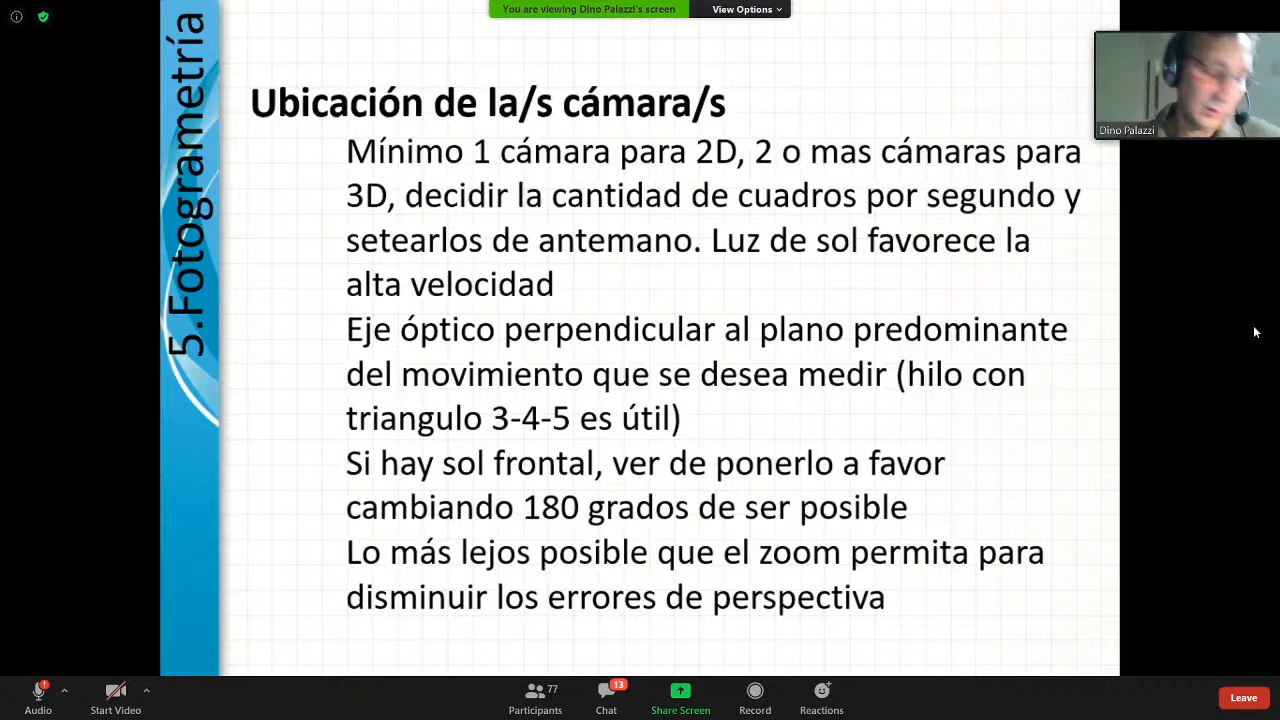 You are viewing Dino Palazzi's screen
View Options
5.Fotogrametría
Ubicación de la/s cámara/s
Mínimo 1 cámara para 2D, 2 o mas cámaras para
3D, decidir la cantidad de cuadros por segundo y
setearlos de antemano. Luz de sol favorece la
alta velocidad
Eje óptico perpendicular al plano predominante
del movimiento que se desea medir (hilo con
triangulo 3-4-5 es útil)
Si hay sol frontal, ver de ponerlo a favor
cambiando 180 grados de ser posible
Lo más lejos posible que el zoom permita para
disminuir los errores de perspectiva
Dino Palazzi
Audio
Start Video
77
Participants
13
Chat
Share Screen
Record
Reactions
Leave